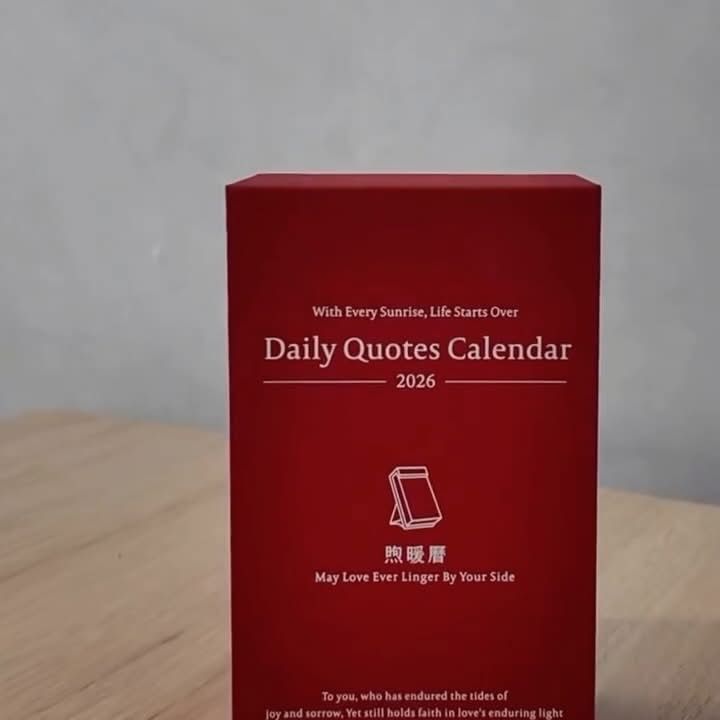 With Every Sunrise, Life Starts Over
Daily Quotes Calendar
2026
煦暖曆
May Love Ever Linger By Your Side
To you, who has endured the tides of
joy and sorrow, Yet still holds faith in love's enduring light